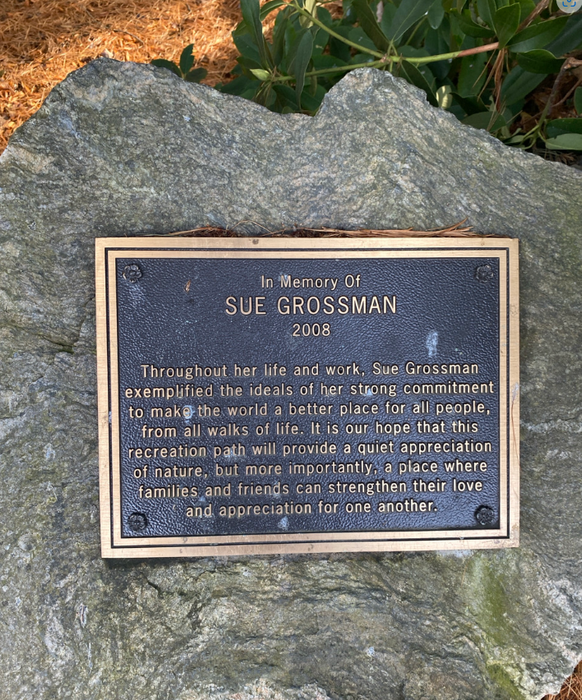 In Memory Of
SUE GROSSMAN
2008
Throughout her life and work, Sue Grossman
exemplified the ideals of her strong commitment
to make the world a better place for all people,
from all walks of life. It is our hope that this
recreation path will provide a quiet appreciation
of nature, but more importantly, a place where
families and friends can strengthen their love
and appreciation for one another.